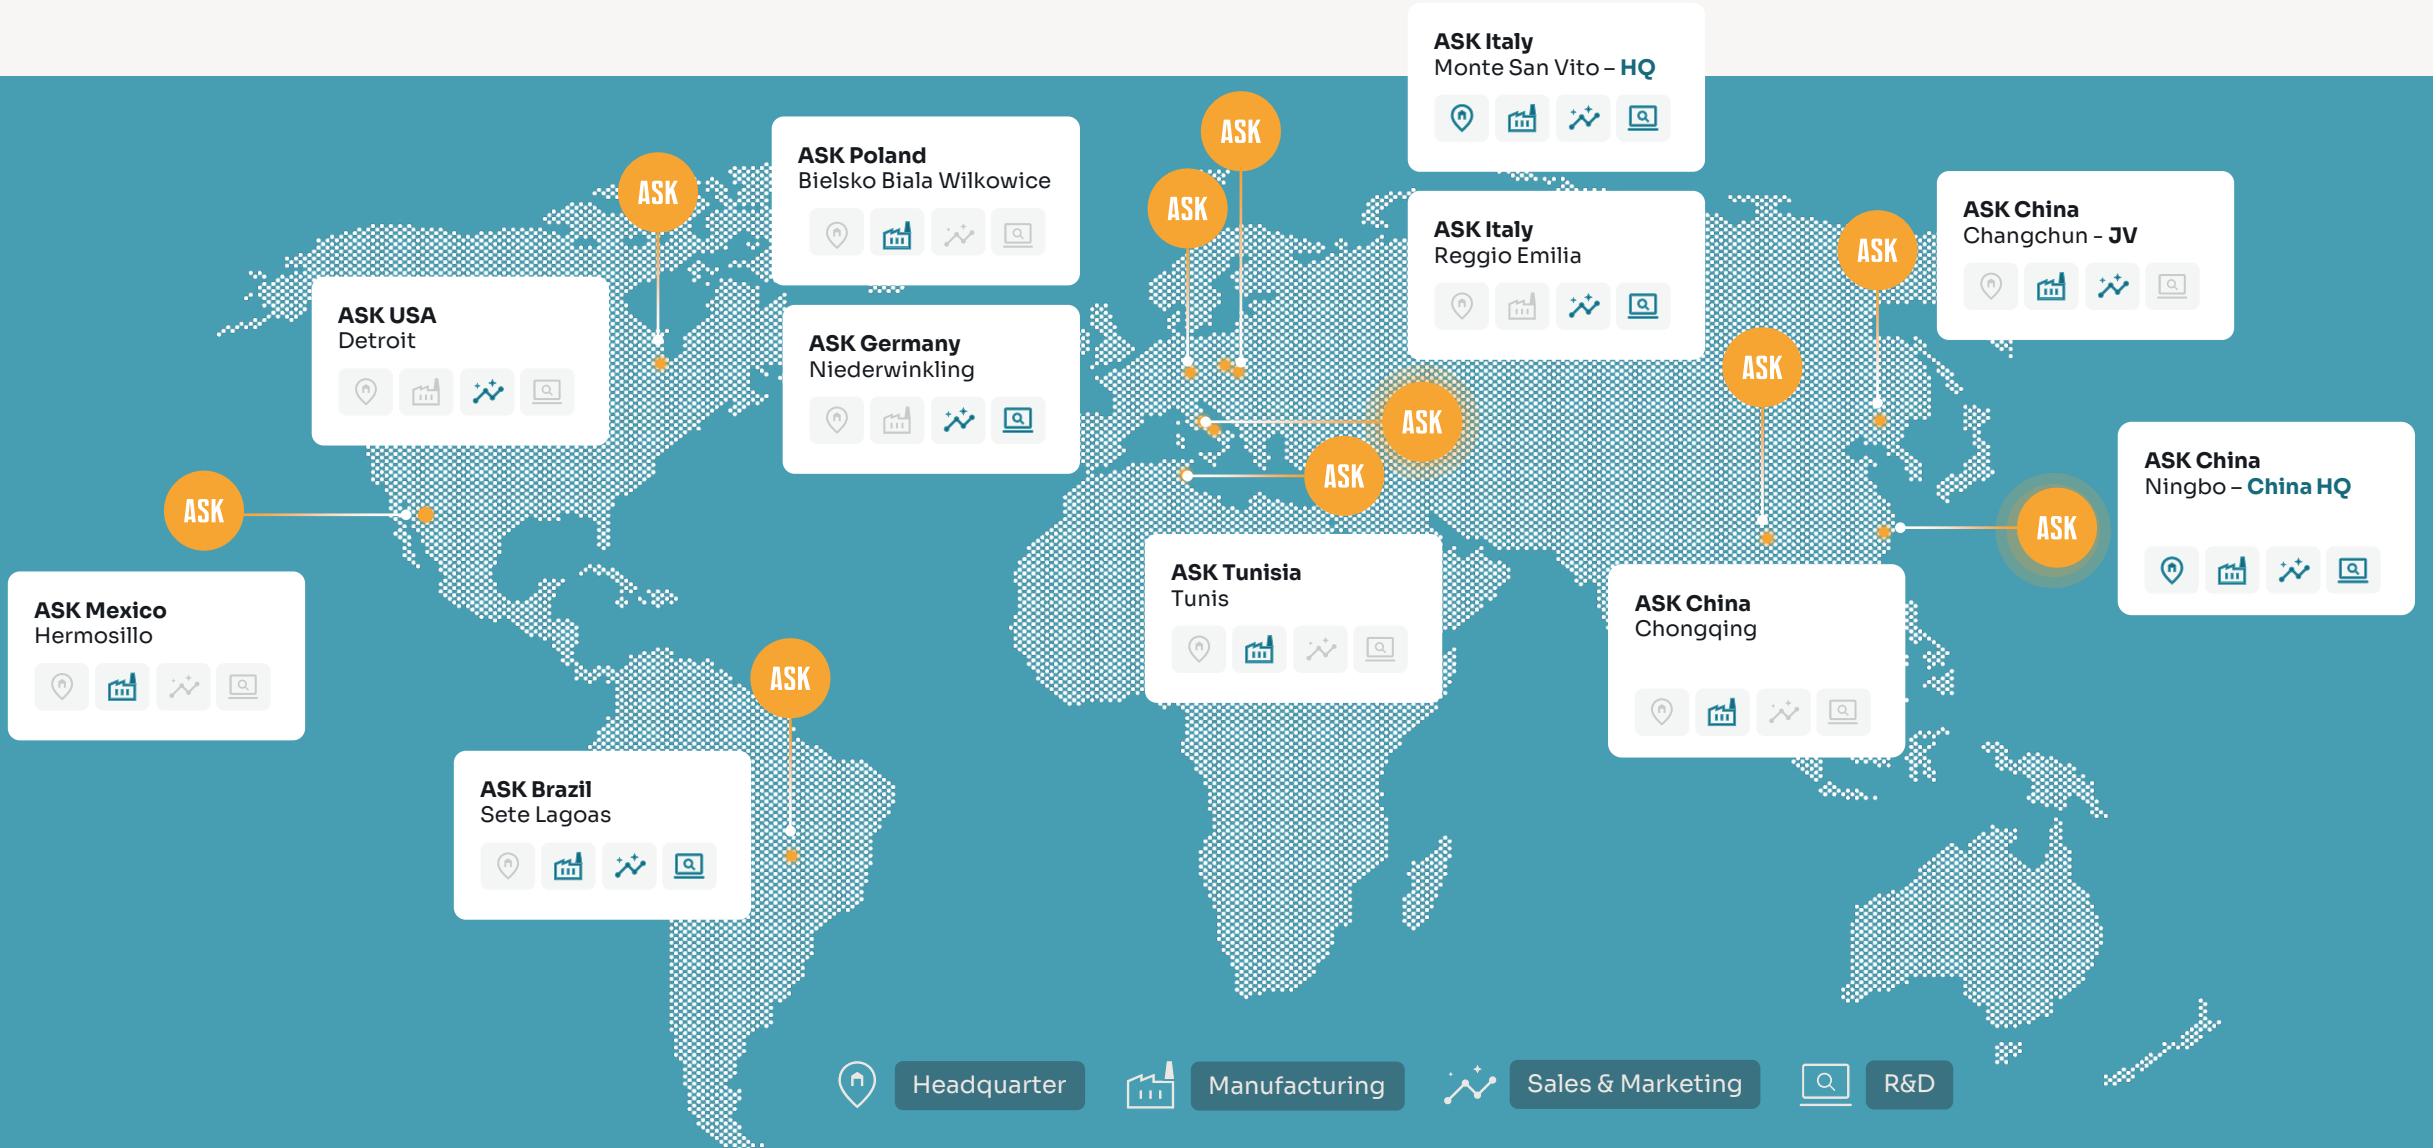 ASK Italy
Monte San Vito – HQ
ASK
ASK Poland
Bielsko Biala Wilkowice
ASK
ASK
ASK China
Changchun - JV
ASK Italy
Reggio Emilia
ASK
ASK USA
Detroit
ASK Germany
Niederwinkling
ASK
ASK
ASK
ASK China
Ningbo – China HQ
ASK
ASK
ASK
ASK Mexico
Hermosillo
ASK Tunisia
Tunis
ASK China
Chongqing
ASK
ASK Brazil
Sete Lagoas
Headquarter
Manufacturing
Sales & Marketing
R&D